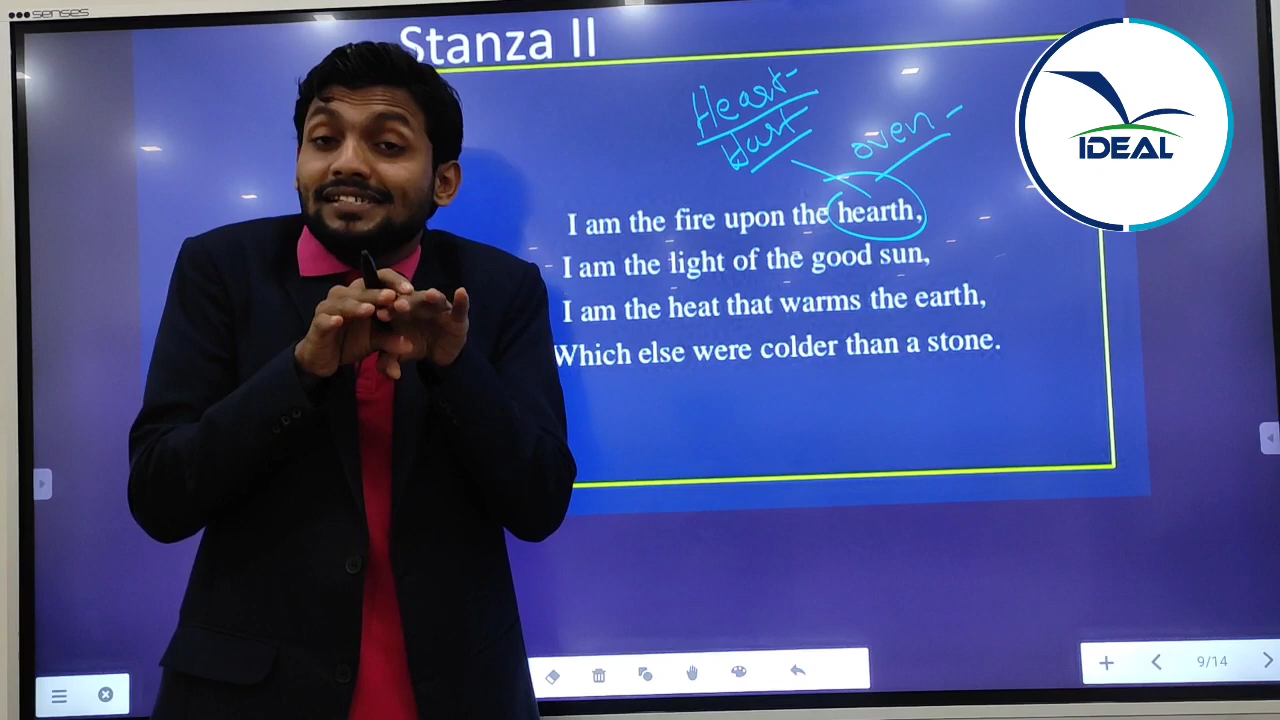 senses
Stanza II
Heart-
oven-
IDEAL
I am the fire upon the hearth,
I am the light of the good sun,
I am the heat that warms the earth,
Which else were colder than a stone.
9/14